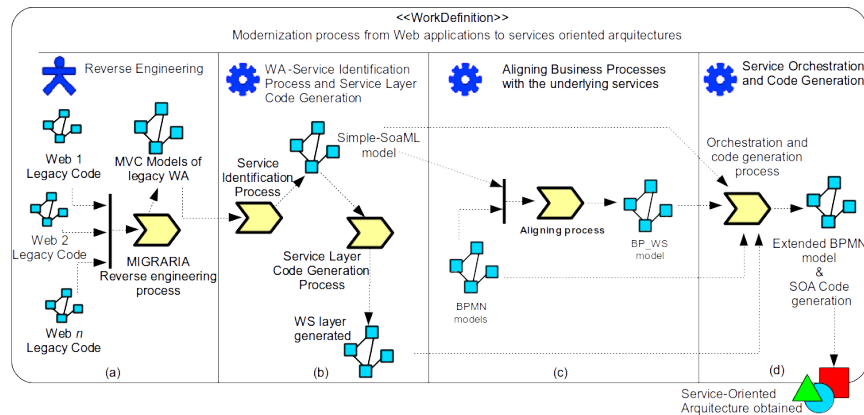 <<WorkDefinition>>
Modernization process from Web applications to services oriented arquitectures
Reverse Engineering
WA-Service Identification
Process and Service Layer
Code Generation
Aligning Business Processes
with the underlying services
Service Orchestration
and Code Generation
Web 1
Legacy Code
MVC Models of
legacy WA
Web 2
Legacy Code
MIGRARIA
Reverse engineering
process
Web n
Legacy Code
(a)
Service
Identification
Process
Simple-SoaML
model
Service Layer
Code Generation
Process
WS layer
generated
(b)
Aligning process
BPMN
models
BP_WS
model
(c)
Orchestration and
code generation
process
Extended BPMN
model
&
SOA Code
generation
(d)
Service-Oriented
Arquitecture obtained